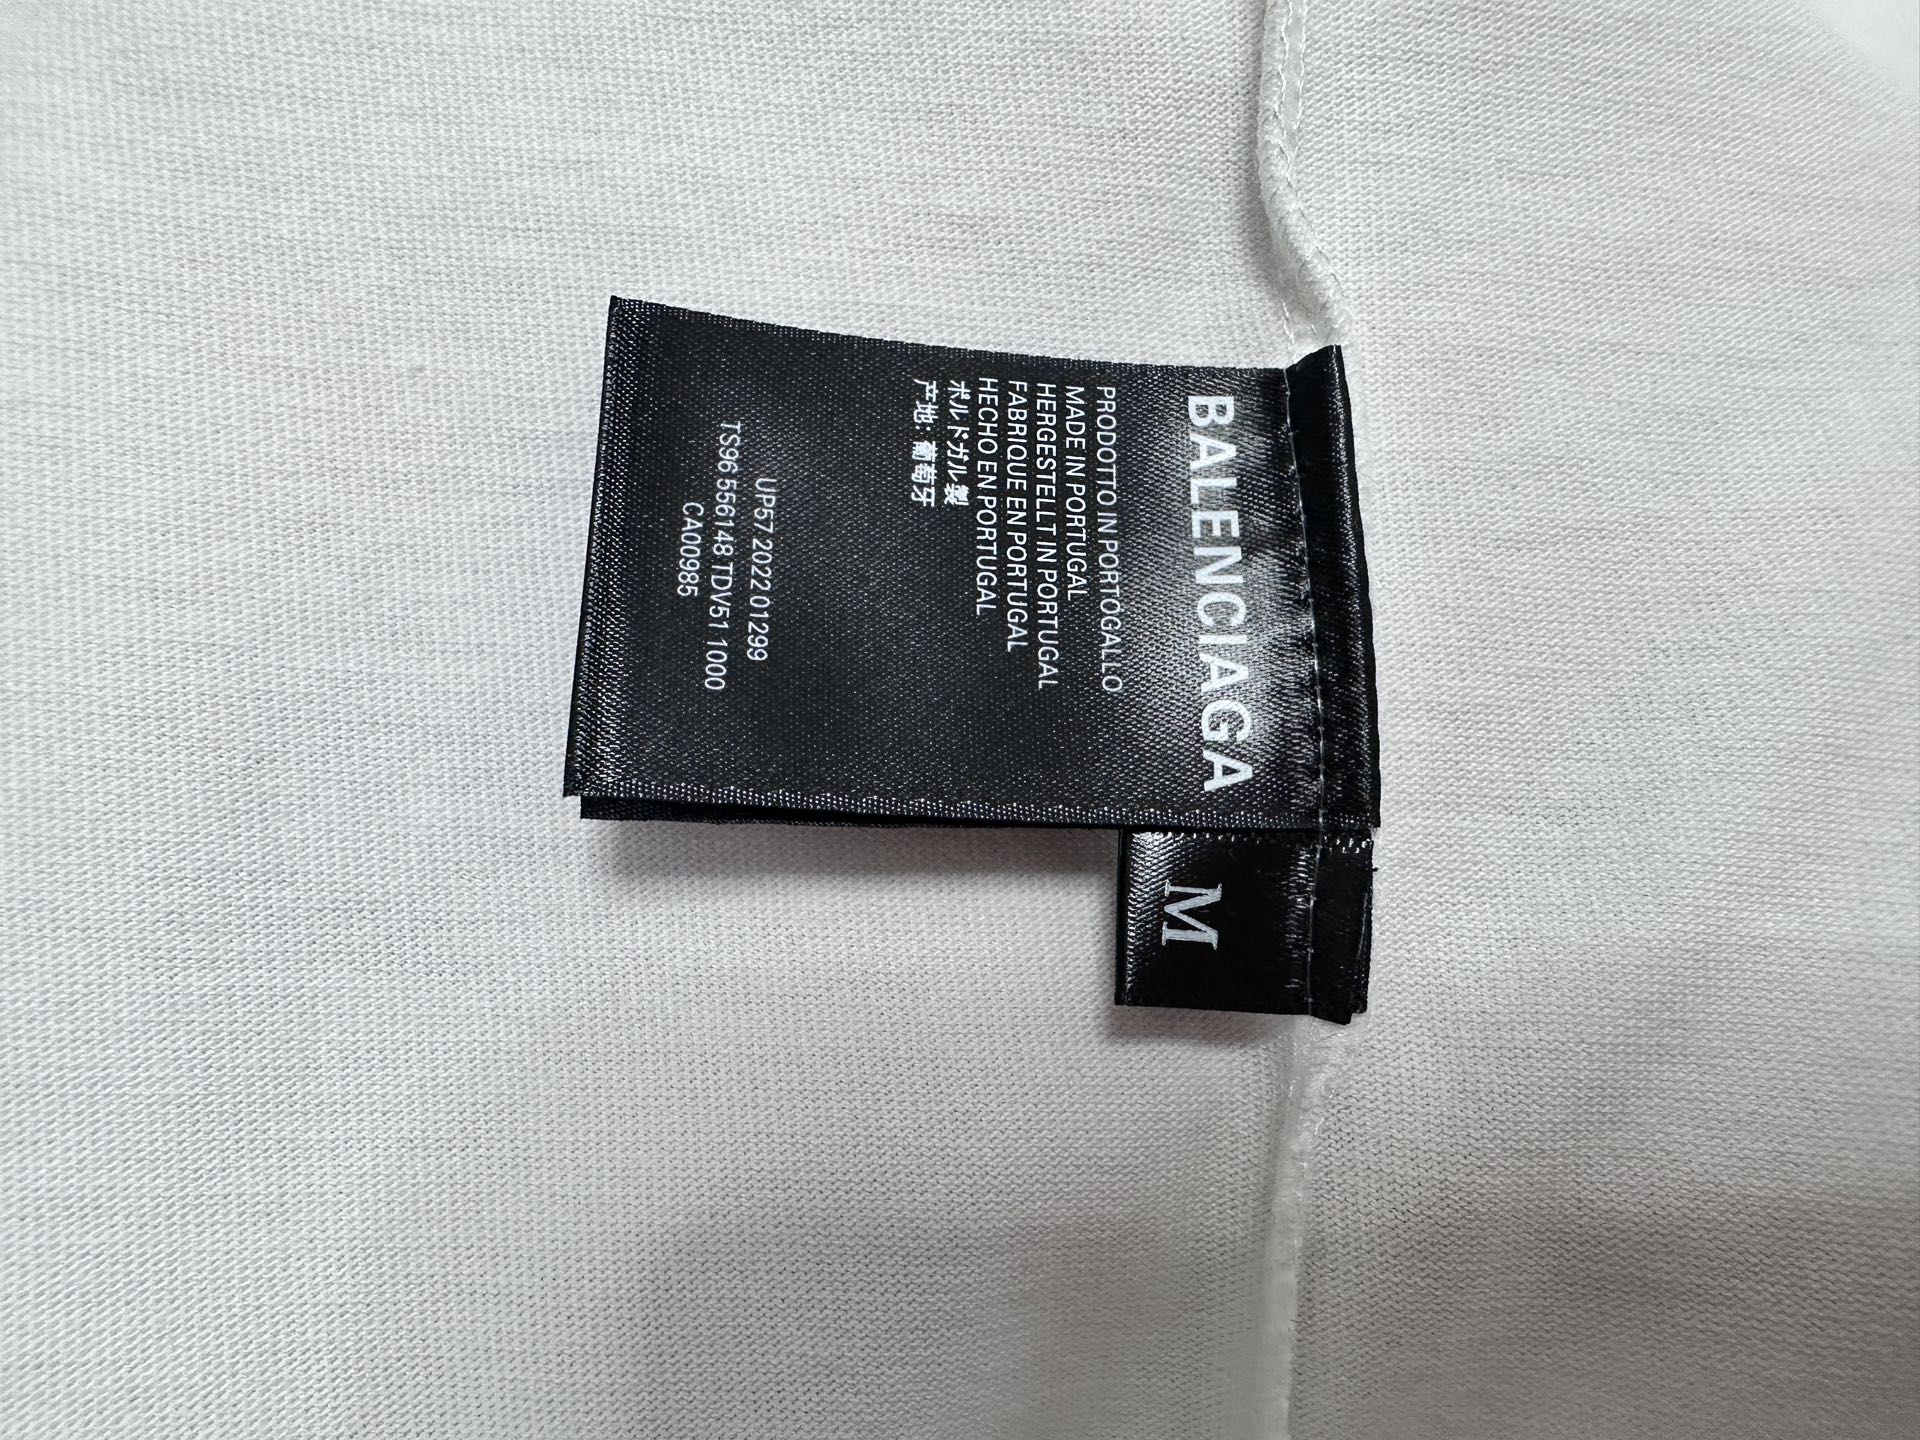 BALENCIAGA
PRODOTTO IN PORTOGALLO
MADE IN PORTUGAL
HERGESTELLT IN PORTUGAL
FABRIQUE EN PORTUGAL
HECHO EN PORTUGAL
ポルトガル製
产地: 葡萄牙
UP57 2022 01299
TS96 556148 TDV51 1000
CA00985
M